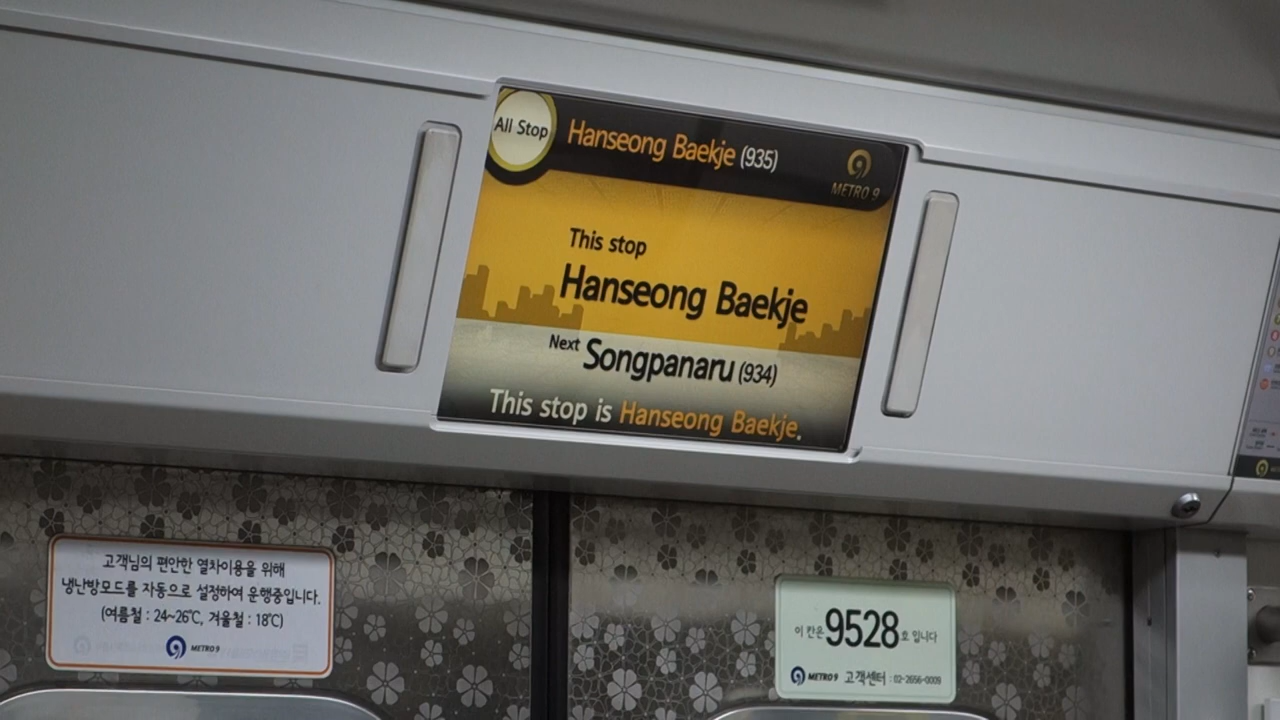 All Stop
Hanseong Baekje (935)
METRO 9
This stop
Hanseong Baekje
Next Songpanaru (934)
This stop is Hanseong Baekje.
고객님의 편안한 열차이용을 위해
냉난방모드를 자동으로 설정하여 운행중입니다.
(여름철 : 24~26℃, 겨울철 : 18℃)
METRO 9
이 칸은 9528 호 입니다
METRO 9 고객센터 : 02-2656-0009